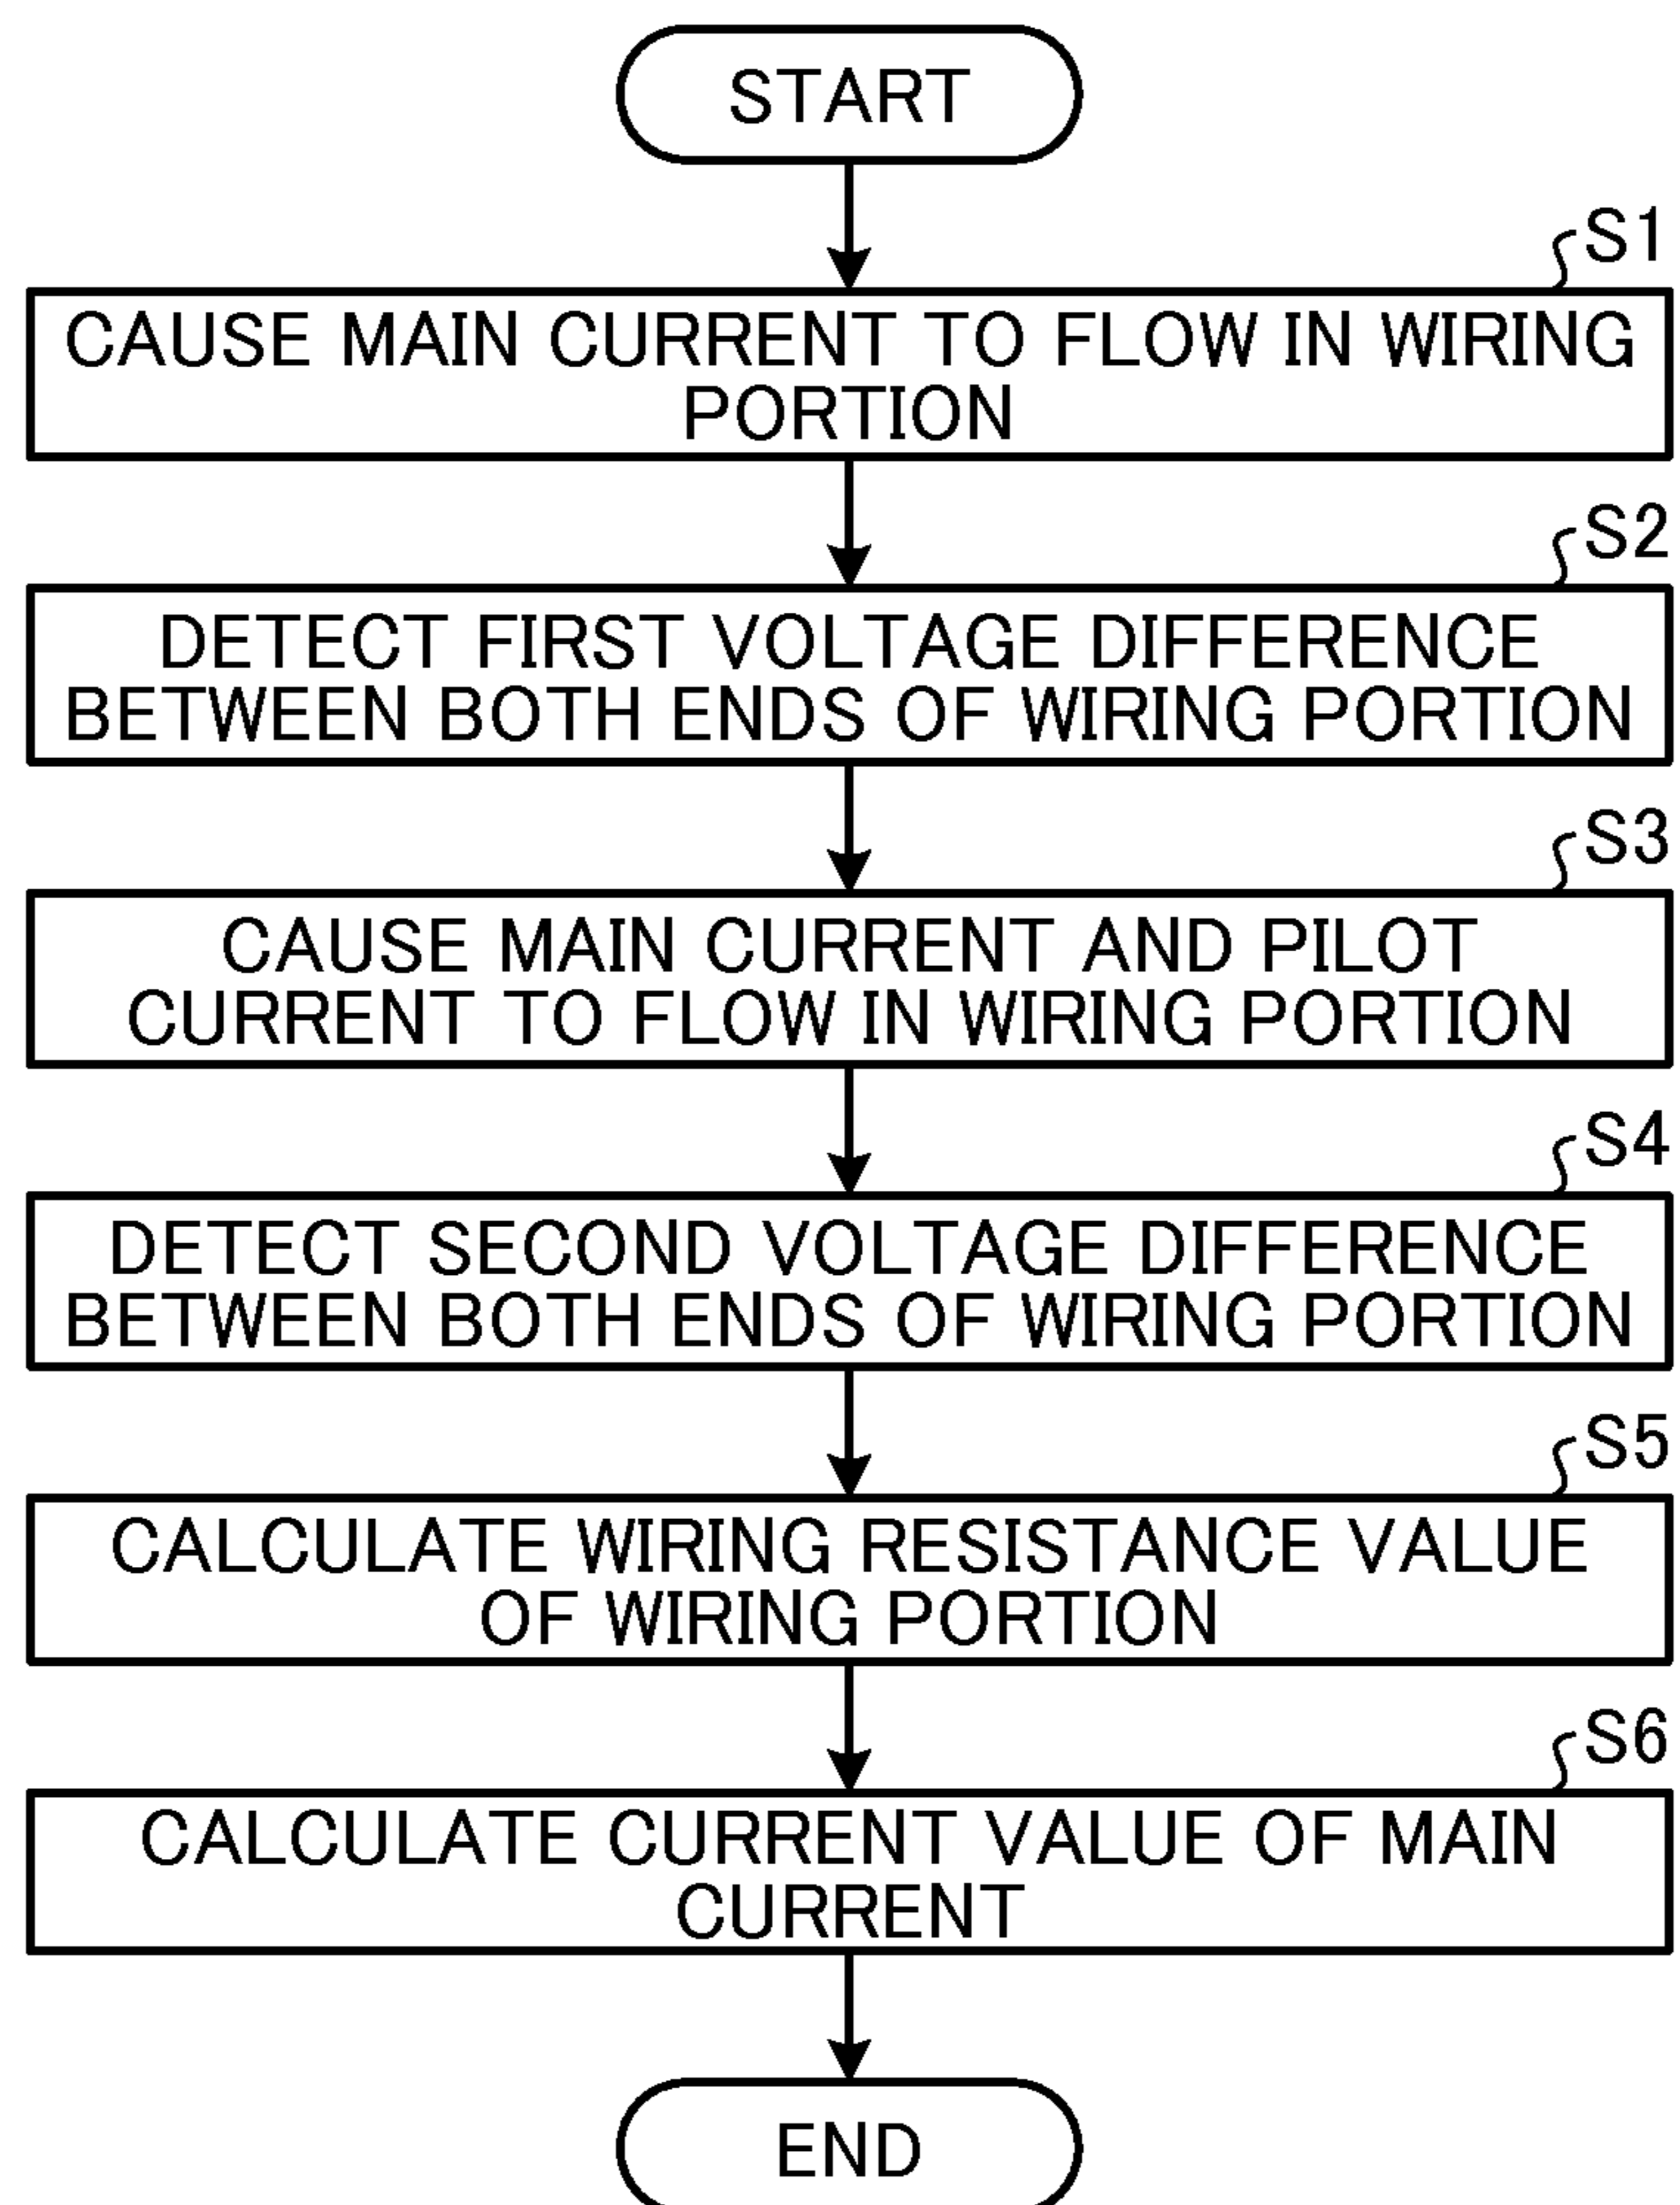 START
S1
CAUSE MAIN CURRENT TO FLOW IN WIRING
PORTION
S2
DETECT FIRST VOLTAGE DIFFERENCE
BETWEEN BOTH ENDS OF WIRING PORTION
S3
CAUSE MAIN CURRENT AND PILOT
CURRENT TO FLOW IN WIRING PORTION
S4
DETECT SECOND VOLTAGE DIFFERENCE
BETWEEN BOTH ENDS OF WIRING PORTION
S5
CALCULATE WIRING RESISTANCE VALUE
OF WIRING PORTION
S6
CALCULATE CURRENT VALUE OF MAIN
CURRENT
END